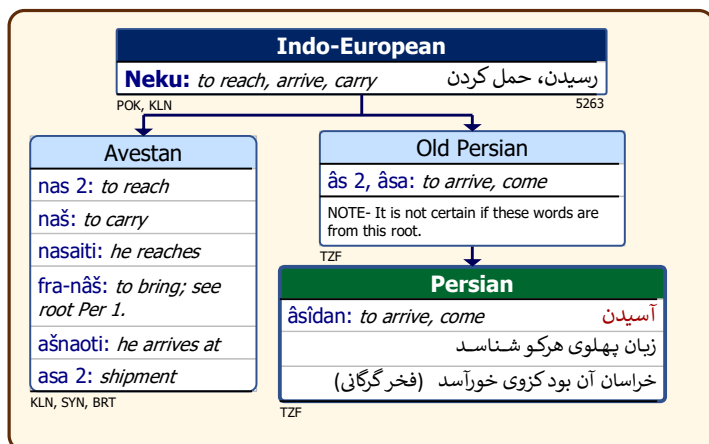 Indo-European
Neku: to reach, arrive, carry رسیدن، حمل کردن
POK, KLN 5263
Avestan
nas 2: to reach
naš: to carry
nasaiti: he reaches
fra-nâš: to bring; see
root Per 1.
ašnaoti: he arrives at
asa 2: shipment
KLN, SYN, BRT
Old Persian
âs 2, âsa: to arrive, come
NOTE- It is not certain if these words are
from this root.
TZF
Persian
âsîdan: to arrive, come آسیدن
زبان پهلوی هرکو شناسد
خراسان آن بود کزوی خورآسد (فخر گرگانی)
TZF